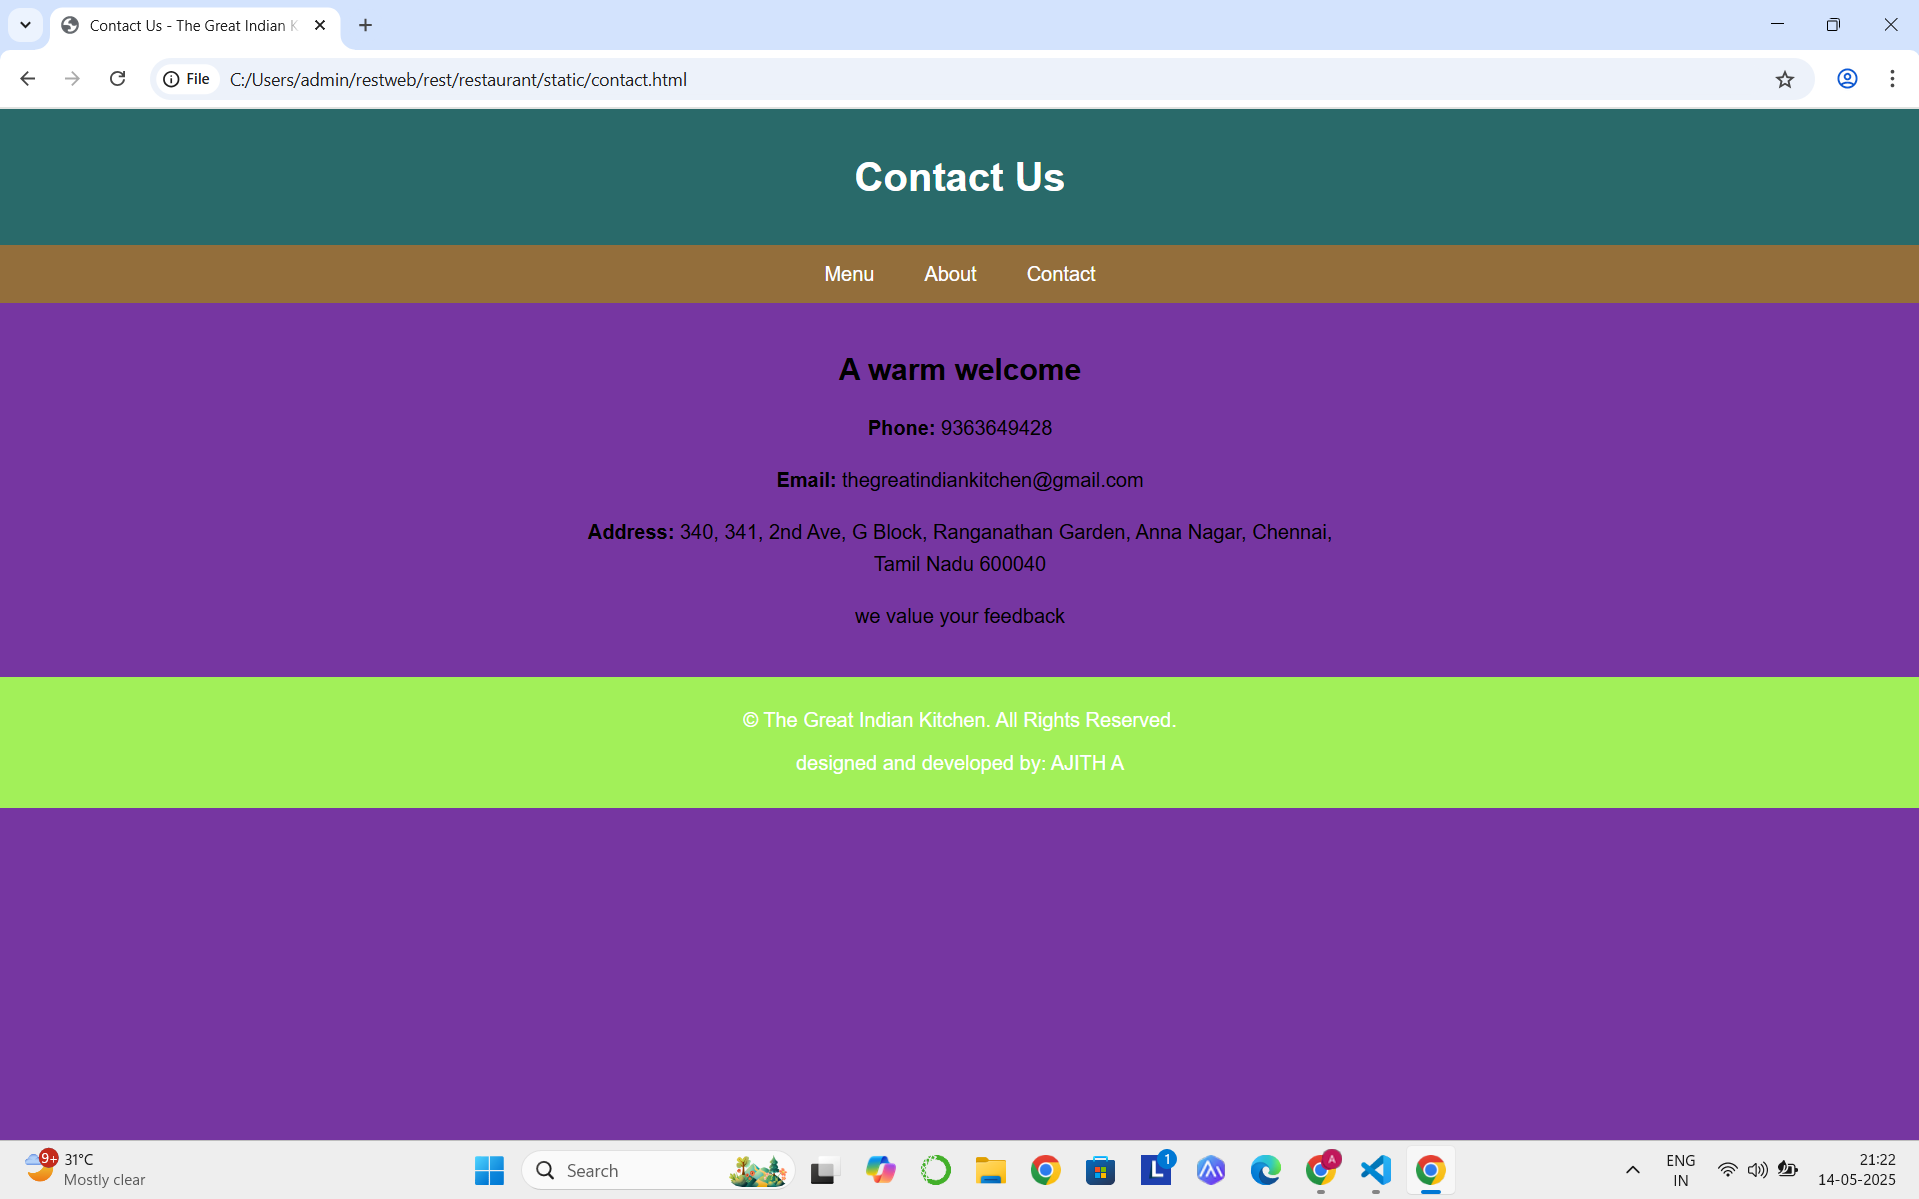 Contact Us - The Great Indian K
File
C:/Users/admin/restweb/rest/restaurant/static/contact.html
Contact Us
Menu About Contact
A warm welcome
Phone: 9363649428
Email: thegreatindiankitchen@gmail.com
Address: 340, 341, 2nd Ave, G Block, Ranganathan Garden, Anna Nagar, Chennai,
Tamil Nadu 600040
we value your feedback
© The Great Indian Kitchen. All Rights Reserved.
designed and developed by: AJITH A
9+
31°C
Mostly clear
Search
L
1
A
ENG
IN
21:22
14-05-2025